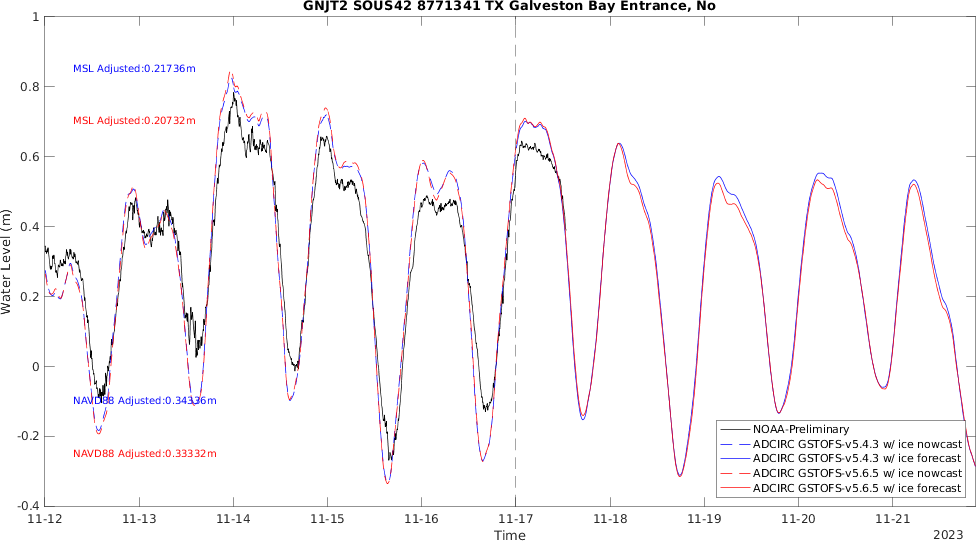 GNJT2 SOUS42 8771341 TX Galveston Bay Entrance, No
Water Level (m)
1
0.8
0.6
0.4
0.2
0
-0.2
-0.4
MSL Adjusted:0.21736m
MSL Adjusted:0.20732m
NAVD88 Adjusted:0.34336m
NAVD88 Adjusted:0.33332m
NOAA-Preliminary
ADCIRC GSTOFS-v5.4.3 w/ ice nowcast
ADCIRC GSTOFS-v5.4.3 w/ ice forecast
ADCIRC GSTOFS-v5.6.5 w/ ice nowcast
ADCIRC GSTOFS-v5.6.5 w/ ice forecast
11-12 11-13 11-14 11-15 11-16 11-17 11-18 11-19 11-20 11-21
Time
2023